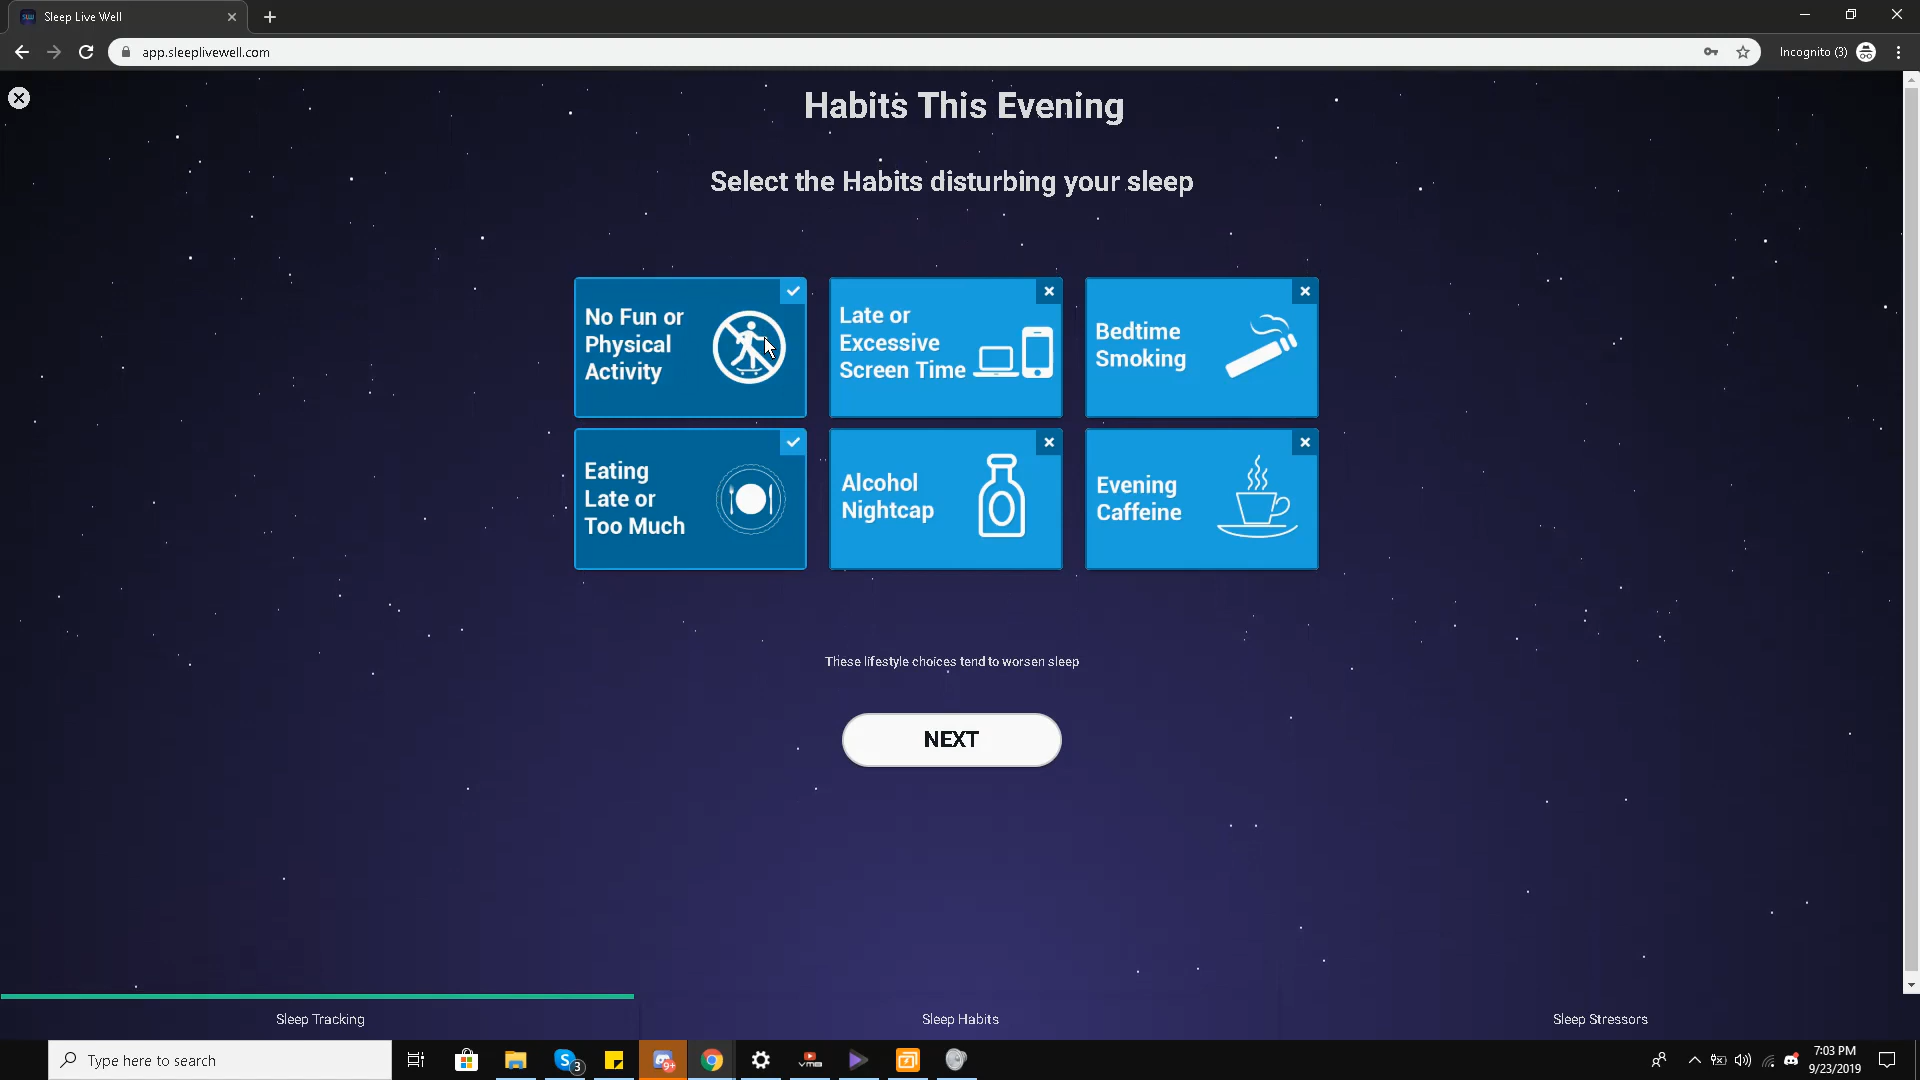 Sleep Live Well
app.sleeplivewell.com
Incognito (3)
Habits This Evening
Select the Habits disturbing your sleep
No Fun or
Physical
Activity
Late or
Excessive
Screen Time
Bedtime
Smoking
Eating
Late or
Too Much
Alcohol
Nightcap
Evening
Caffeine
These lifestyle choices tend to worsen sleep
NEXT
Sleep Tracking
Sleep Habits
Sleep Stressors
Type here to search
3
9+
7:03 PM
9/23/2019